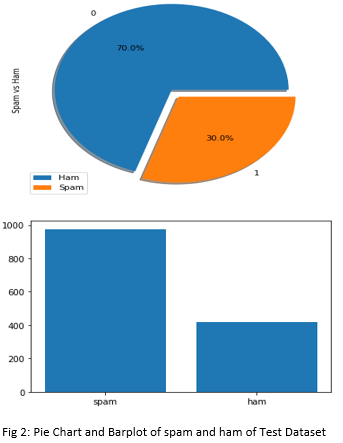 0
70.0%
Spam vs Ham
30.0%
1
Ham
Spam
1000
800
600
400
200
0
spam ham
Fig 2: Pie Chart and Barplot of spam and ham of Test Dataset